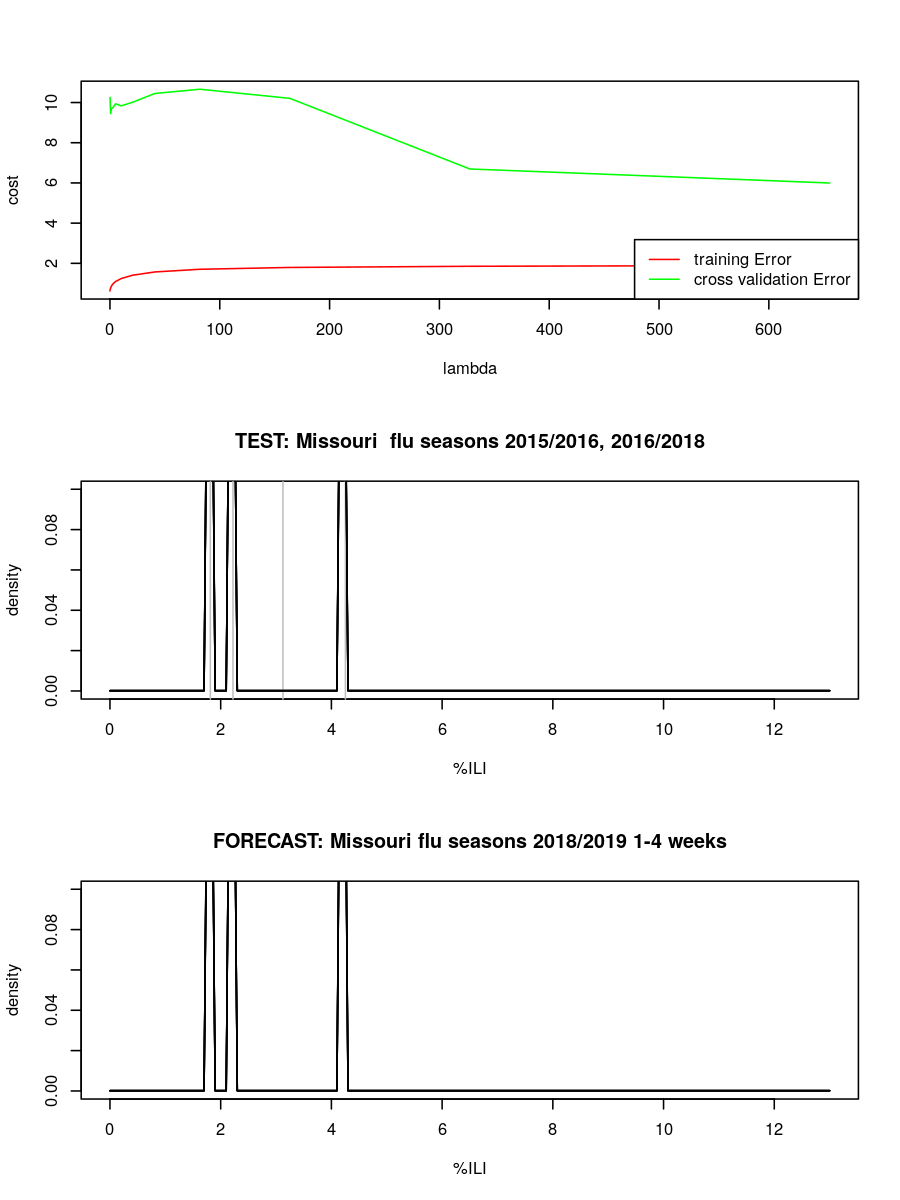 10
8
6
4
2
cost
training Error
cross validation Error
0 100 200 300 400 500 600
lambda
TEST: Missouri  flu seasons 2015/2016, 2016/2018
0.08
0.04
0.00
density
0 2 4 6 8 10 12
%ILI
FORECAST: Missouri flu seasons 2018/2019 1-4 weeks
0.08
0.04
0.00
density
0 2 4 6 8 10 12
%ILI